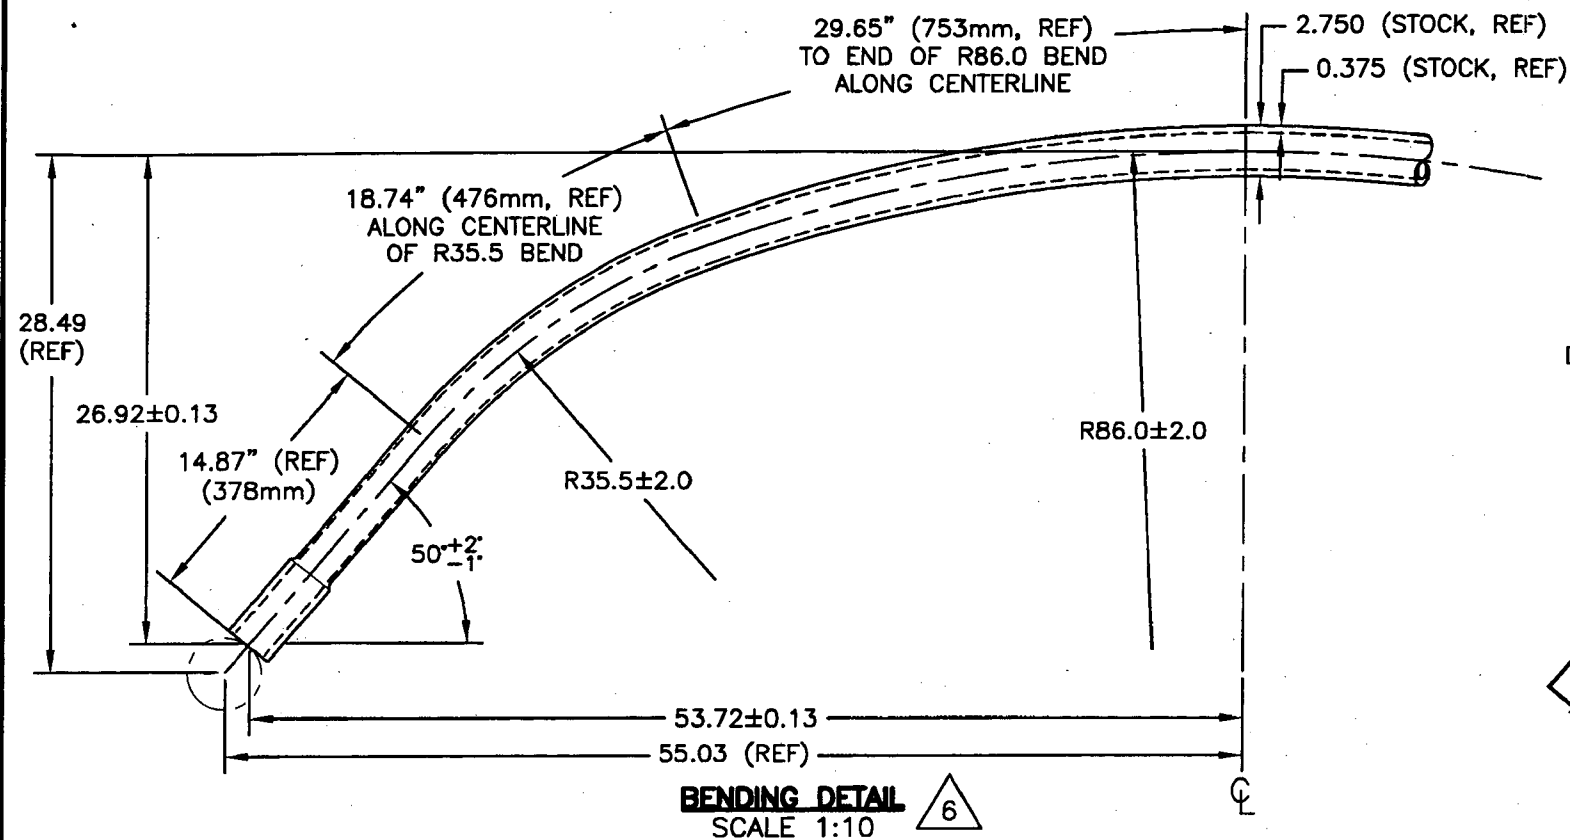 29.65" (753mm, REF)
TO END OF R86.0 BEND
ALONG CENTERLINE
2.750 (STOCK, REF)
0.375 (STOCK, REF)
18.74" (476mm, REF)
ALONG CENTERLINE
OF R35.5 BEND
28.49
(REF)
26.92±0.13
14.87" (REF)
(378mm)
R35.5±2.0
R86.0±2.0
50° +2°
-1°
53.72±0.13
55.03 (REF)
℄
BENDING DETAIL
6
SCALE 1:10